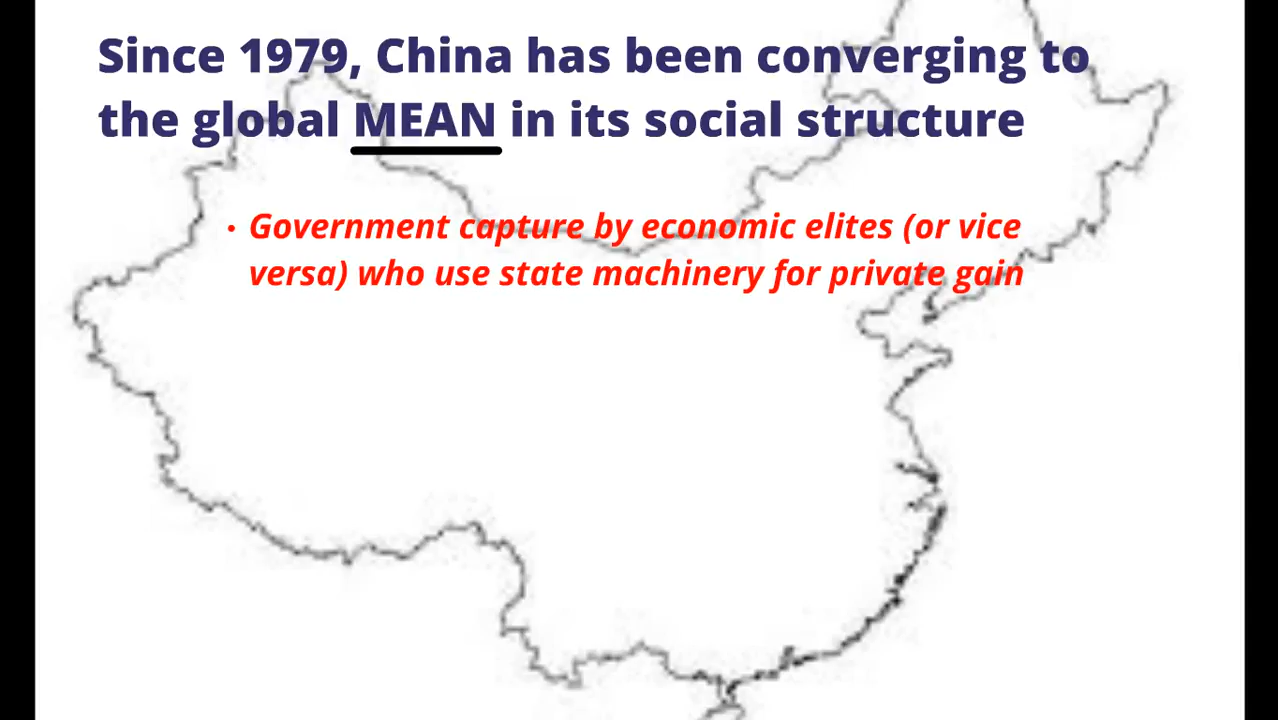 Since 1979, China has been converging to
the global MEAN in its social structure
• Government capture by economic elites (or vice
versa) who use state machinery for private gain